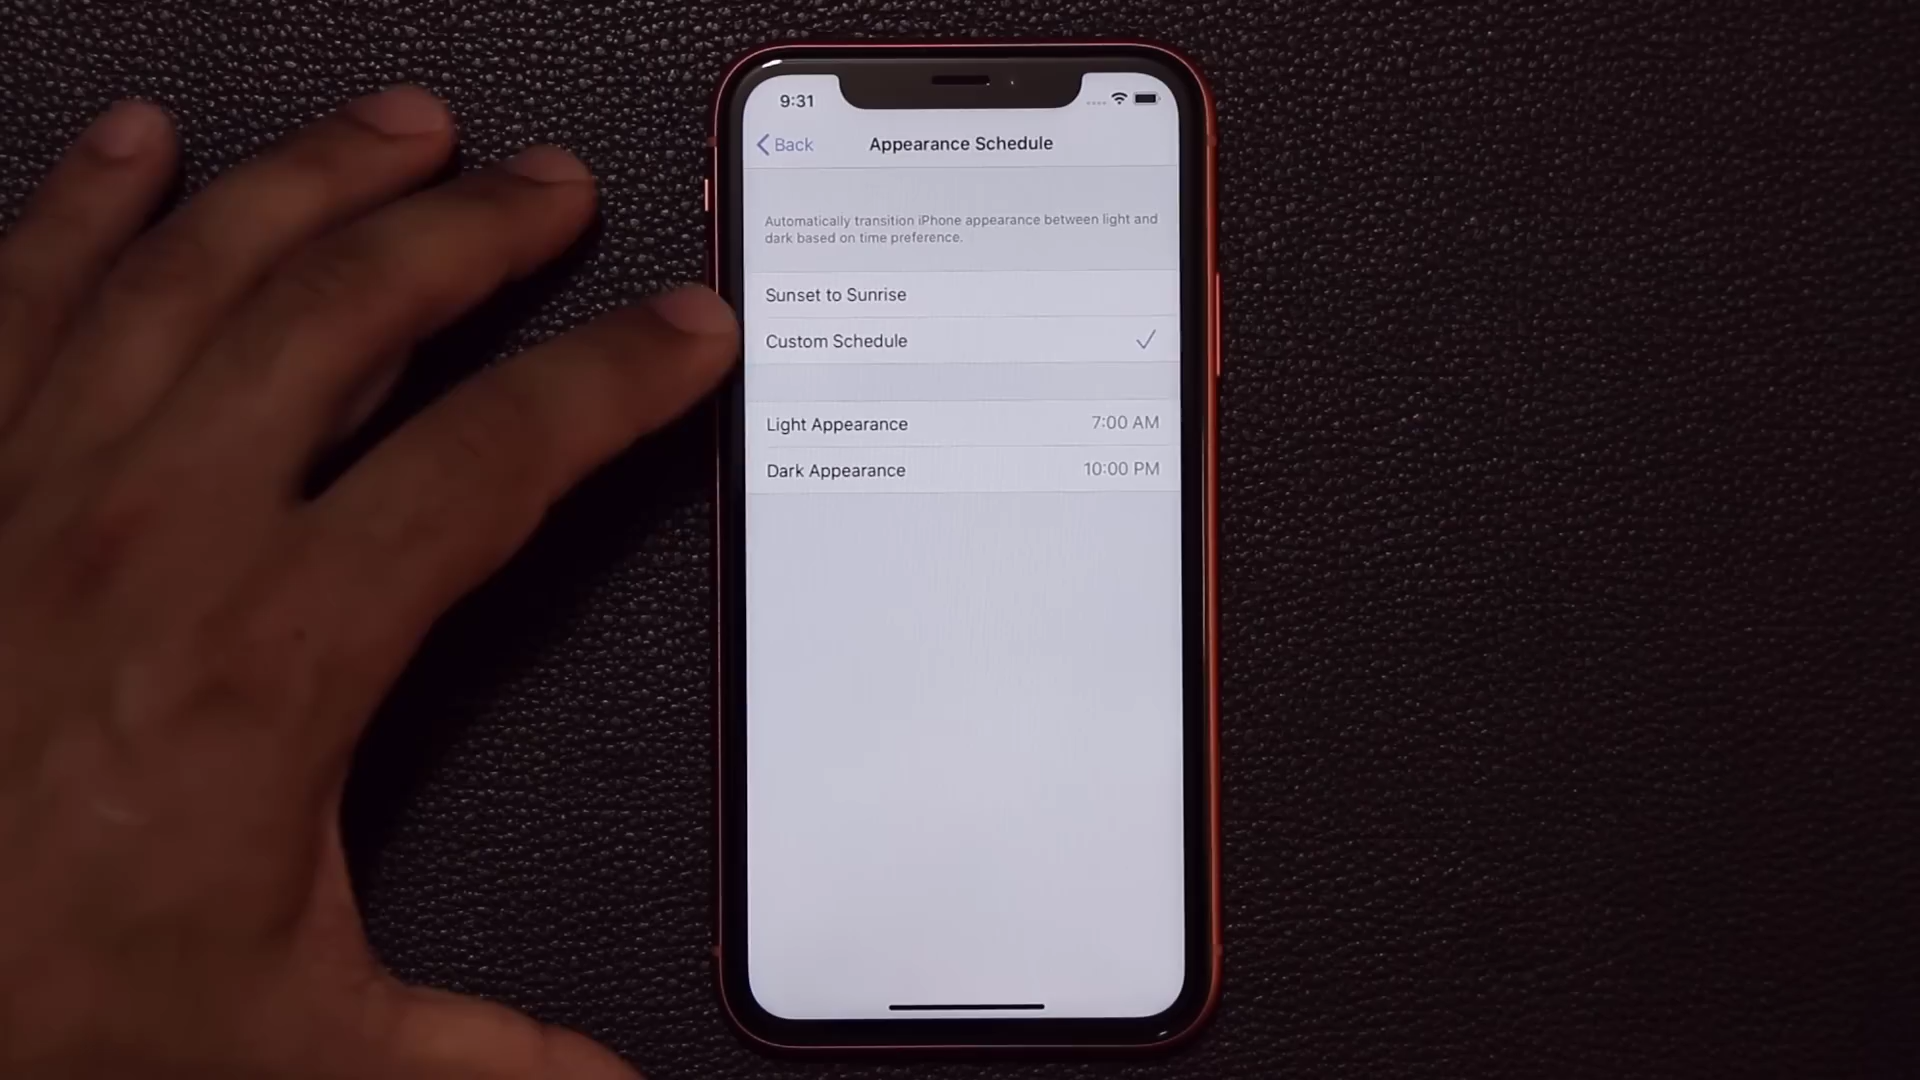 9:31
Back
Appearance Schedule
Automatically transition iPhone appearance between light and
dark based on time preference.
Sunset to Sunrise
Custom Schedule
Light Appearance 7:00 AM
Dark Appearance 10:00 PM